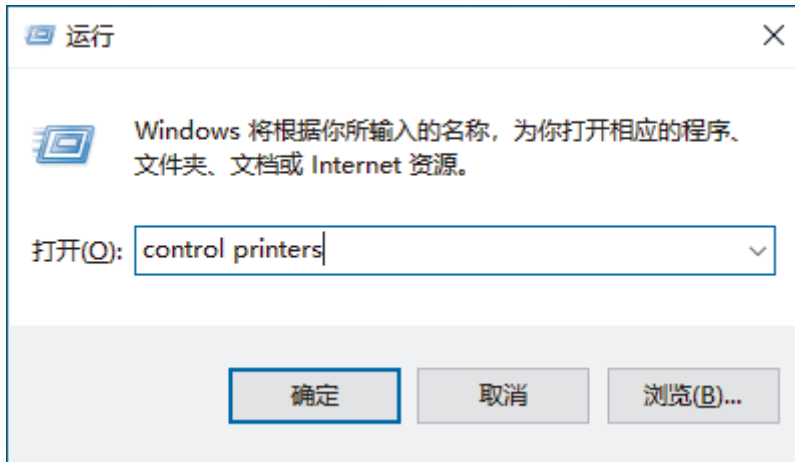 运行
Windows 将根据你所输入的名称，为你打开相应的程序、
文件夹、文档或 Internet 资源。
打开(O): control printers
确定 取消 浏览(B)...